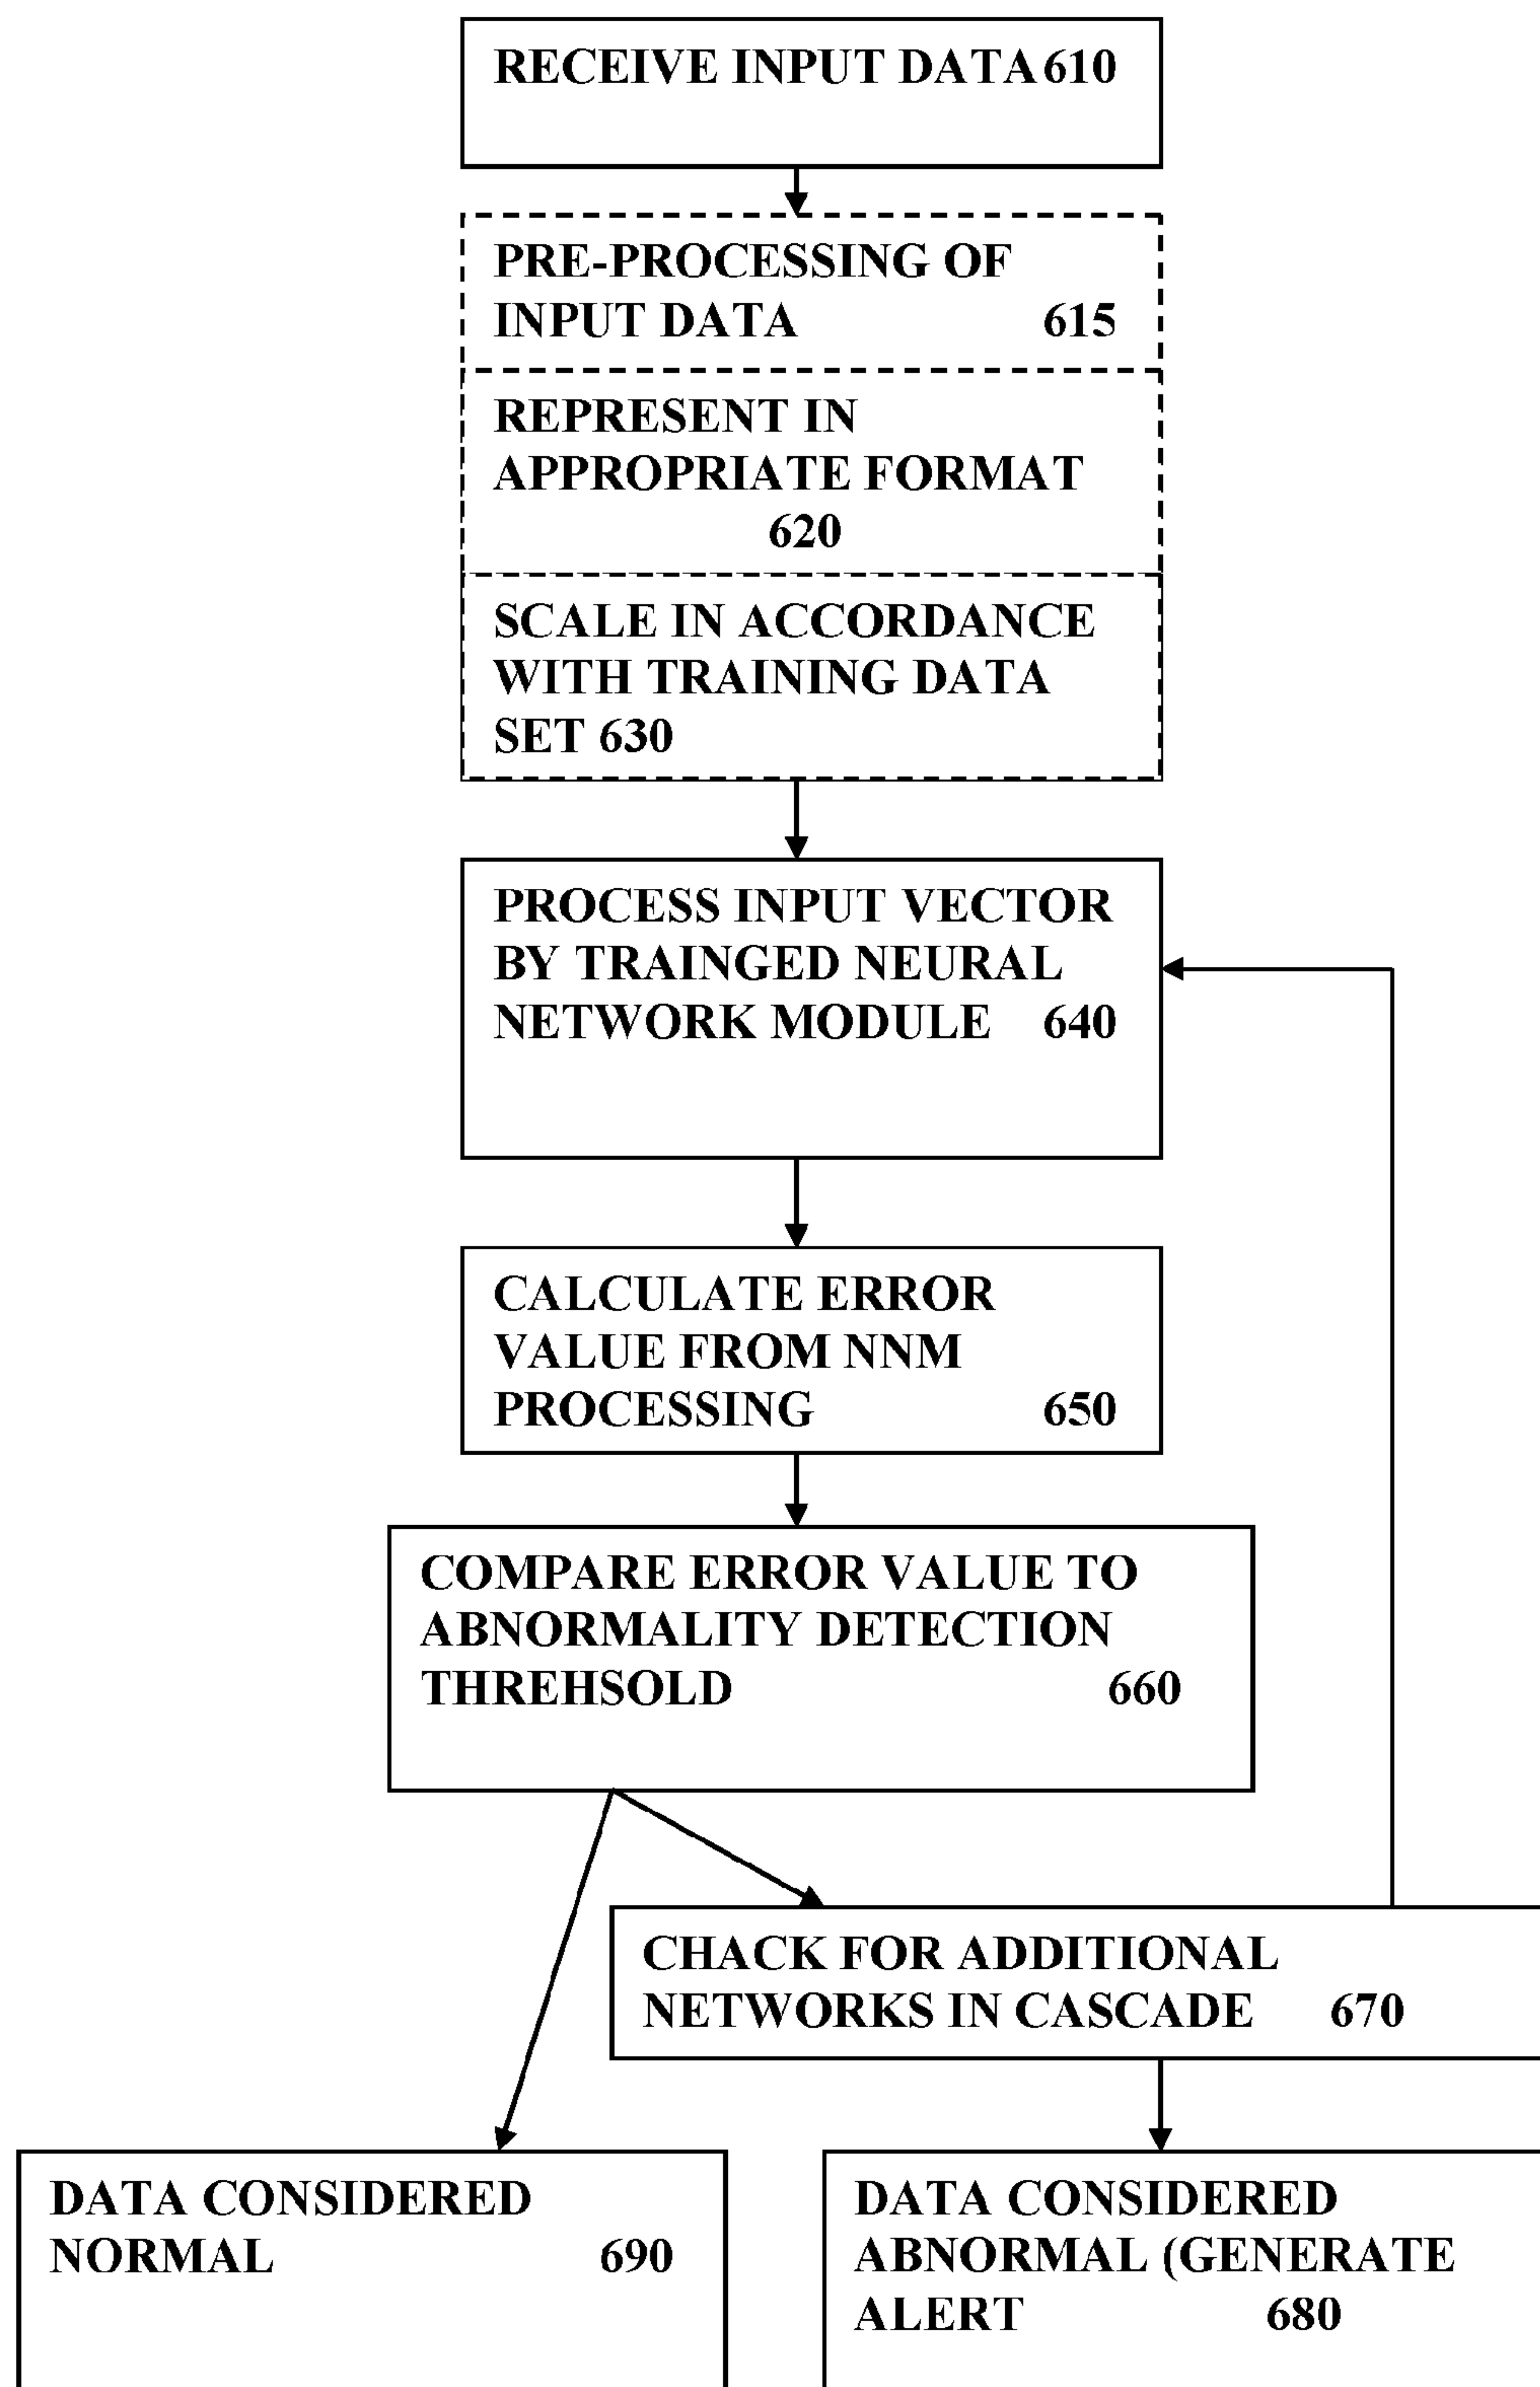 RECEIVE INPUT DATA 610
PRE-PROCESSING OF
INPUT DATA 615
REPRESENT IN
APPROPRIATE FORMAT
620
SCALE IN ACCORDANCE
WITH TRAINING DATA
SET 630
PROCESS INPUT VECTOR
BY TRAINGED NEURAL
NETWORK MODULE 640
CALCULATE ERROR
VALUE FROM NNM
PROCESSING 650
COMPARE ERROR VALUE TO
ABNORMALITY DETECTION
THREHSOLD 660
CHACK FOR ADDITIONAL
NETWORKS IN CASCADE 670
DATA CONSIDERED
NORMAL 690
DATA CONSIDERED
ABNORMAL (GENERATE
ALERT 680